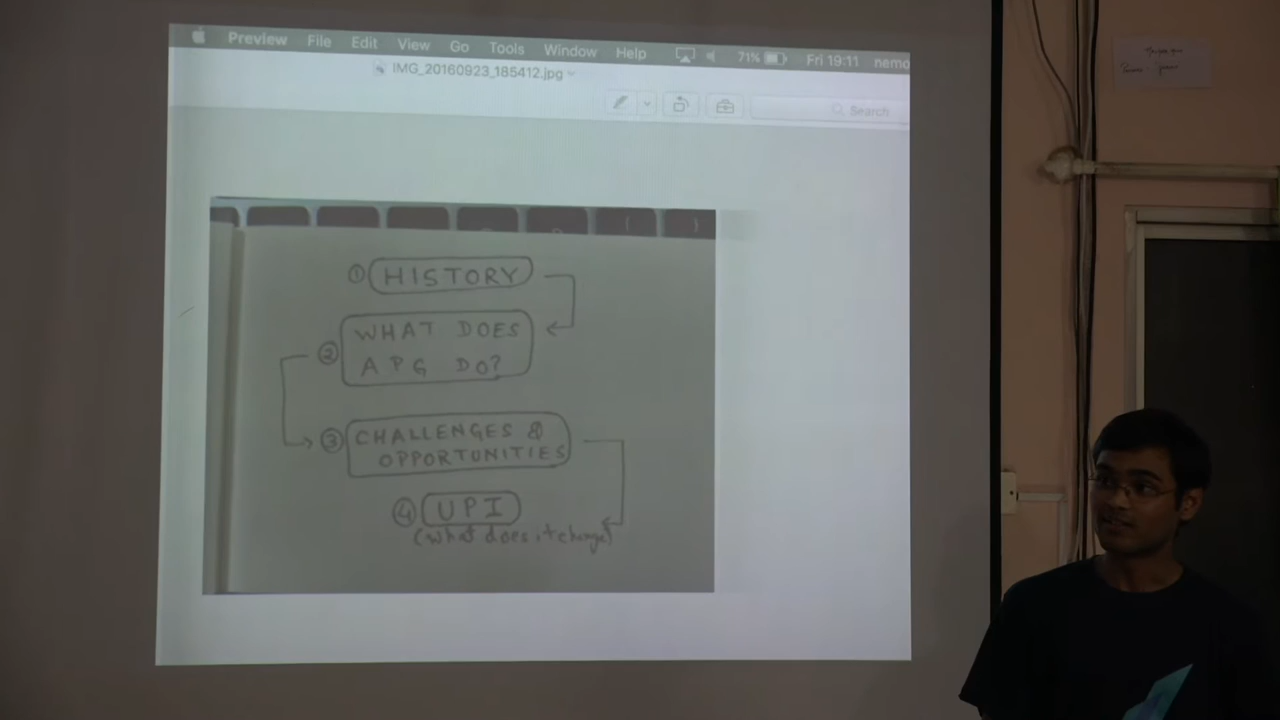 Preview File Edit View Go Tools Window Help 71% Fri 19:11 nemo
IMG_20160923_185412.jpg
Search
( )
① HISTORY
② WHAT DOES
A P G DO?
③ CHALLENGES &
OPPORTUNITIES
④ UPI
(what does it change)